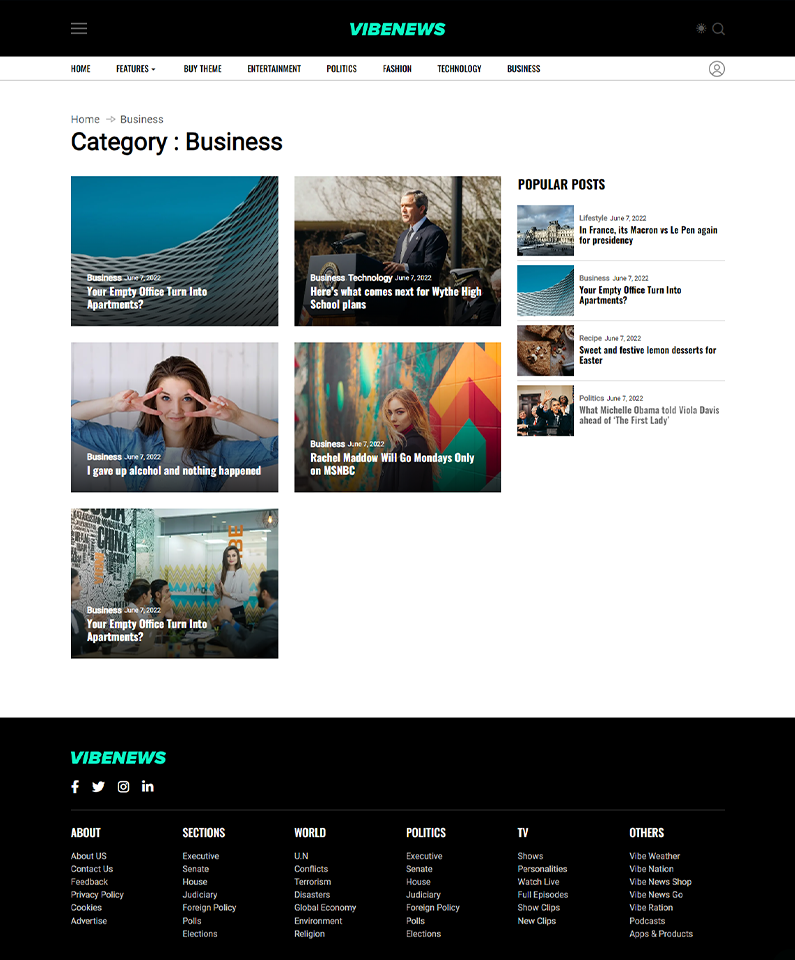 VIBENEWS
HOME FEATURES BUY THEME ENTERTAINMENT POLITICS FASHION TECHNOLOGY BUSINESS
Home Business
Category : Business
Business June 7, 2022
Your Empty Office Turn Into
Apartments?
Business Technology June 7, 2022
Here's what comes next for Wythe High
School plans
Business June 7, 2022
I gave up alcohol and nothing happened
Business June 7, 2022
Rachel Maddow Will Go Mondays Only
on MSNBC
CHINA
Business June 7, 2022
Your Empty Office Turn Into
Apartments?
POPULAR POSTS
Lifestyle June 7, 2022
In France, its Macron vs Le Pen again
for presidency
Business June 7, 2022
Your Empty Office Turn Into
Apartments?
Recipe June 7, 2022
Sweet and festive lemon desserts for
Easter
Politics June 7, 2022
What Michelle Obama told Viola Davis
ahead of 'The First Lady'
VIBENEWS
ABOUT
About US
Contact Us
Feedback
Privacy Policy
Cookies
Advertise
SECTIONS
Executive
Senate
House
Judiciary
Foreign Policy
Polls
Elections
WORLD
U.N
Conflicts
Terrorism
Disasters
Global Economy
Environment
Religion
POLITICS
Executive
Senate
House
Judiciary
Foreign Policy
Polls
Elections
TV
Shows
Personalities
Watch Live
Full Episodes
Show Clips
New Clips
OTHERS
Vibe Weather
Vibe Nation
Vibe News Shop
Vibe News Go
Vibe Ration
Podcasts
Apps & Products